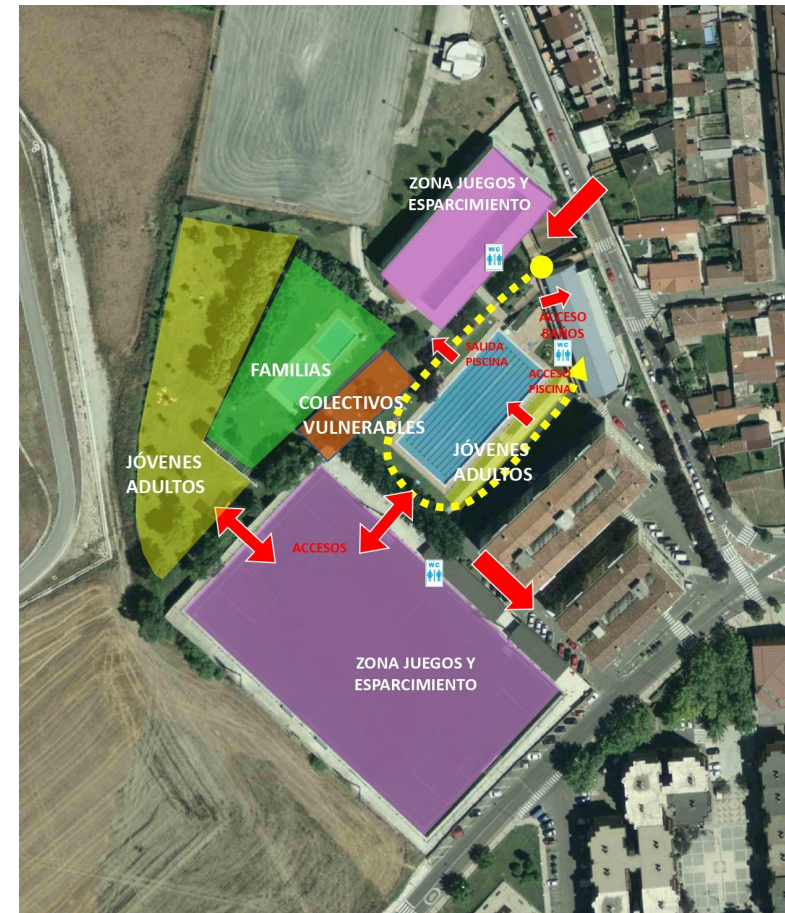 ZONA JUEGOS Y
ESPARCIMIENTO
WC
ACCESO
BAÑOS
SALIDA
PISCINA
WC
ACCESO
PISCINA
FAMILIAS
COLECTIVOS
VULNERABLES
JÓVENES
ADULTOS
JÓVENES
ADULTOS
ACCESOS
WC
ZONA JUEGOS Y
ESPARCIMIENTO